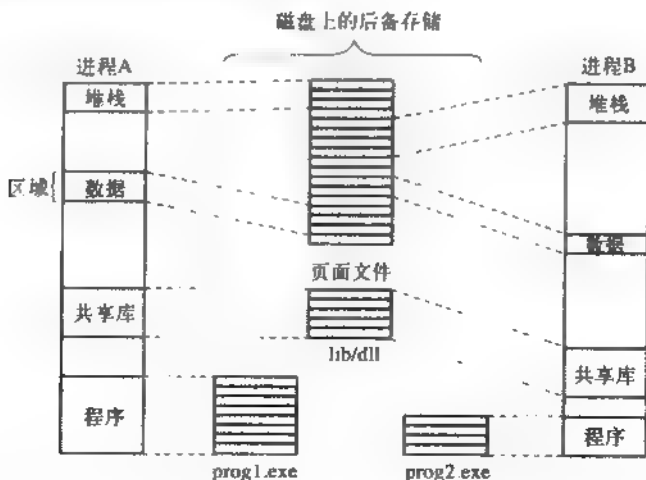 磁盘上的后备存储
进程A
进程B
堆栈
堆栈
区域
数据
数据
页面文件
共享库
lib/dll
共享库
程序
程序
prog1.exe
prog2.exe